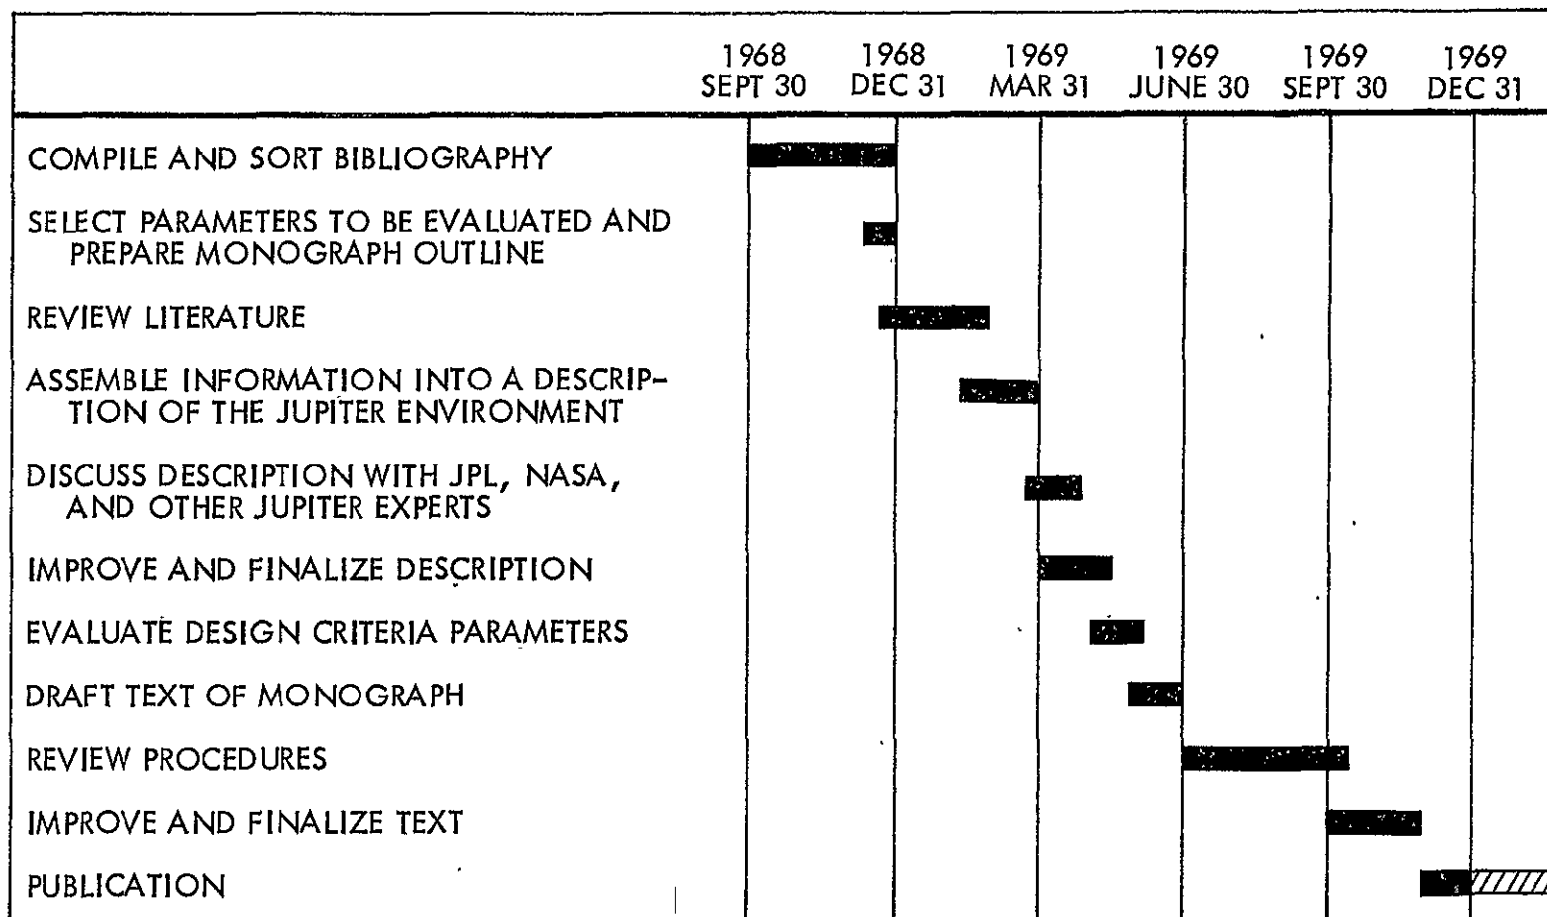 1968 1968 1969 1969 1969 1969
SEPT 30 DEC 31 MAR 31 JUNE 30 SEPT 30 DEC 31
COMPILE AND SORT BIBLIOGRAPHY
SELECT PARAMETERS TO BE EVALUATED AND
PREPARE MONOGRAPH OUTLINE
REVIEW LITERATURE
ASSEMBLE INFORMATION INTO A DESCRIP-
TION OF THE JUPITER ENVIRONMENT
DISCUSS DESCRIPTION WITH JPL, NASA,
AND OTHER JUPITER EXPERTS
IMPROVE AND FINALIZE DESCRIPTION
EVALUATE DESIGN CRITERIA PARAMETERS
DRAFT TEXT OF MONOGRAPH
REVIEW PROCEDURES
IMPROVE AND FINALIZE TEXT
PUBLICATION